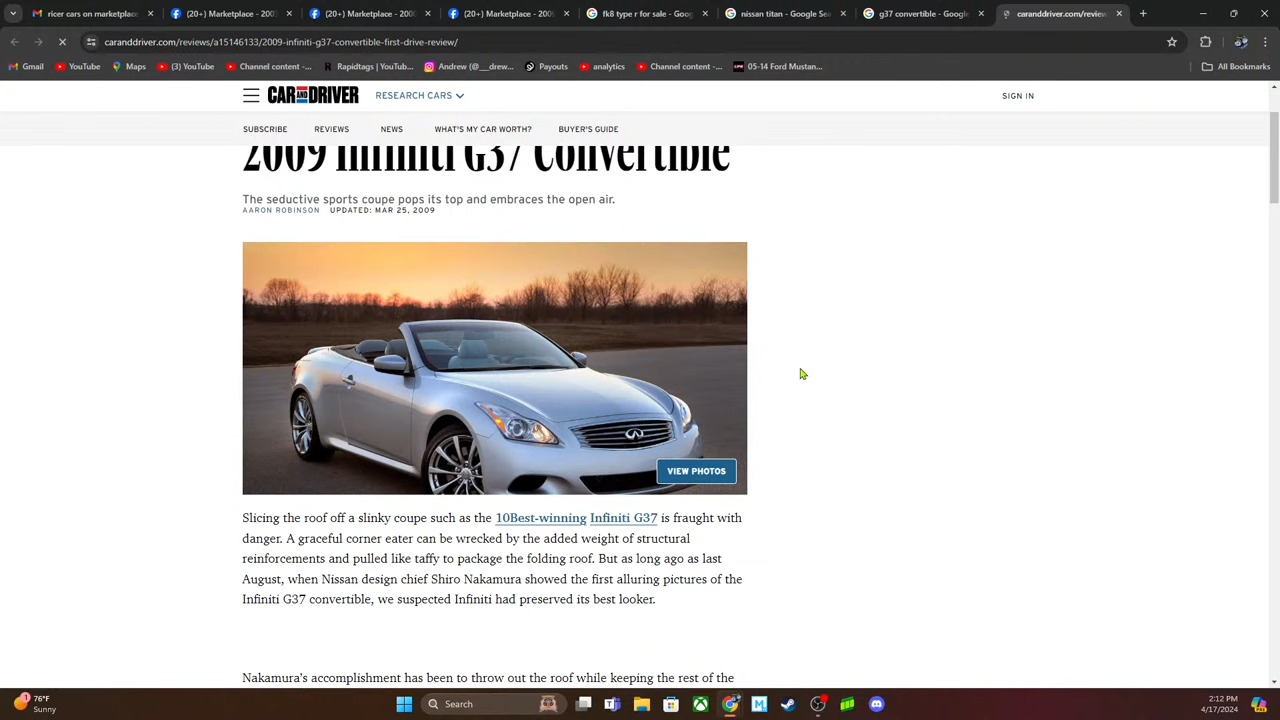 ricer cars on marketplace
(20+) Marketplace - 200
(20+) Marketplace - 200
(20+) Marketplace - 200
fk8 type r for sale - Goog
nissan titan - Google Sea
g37 convertible - Google
caranddriver.com/review
caranddriver.com/reviews/a15146133/2009-infiniti-g37-convertible-first-drive-review/
Gmail
YouTube
Maps
(3) YouTube
Channel content -...
Rapidtags | YouTub...
Andrew (@___drew...
Payouts
analytics
Channel content -...
05-14 Ford Mustan...
All Bookmarks
CAR AND DRIVER
RESEARCH CARS
SIGN IN
SUBSCRIBE
REVIEWS
NEWS
WHAT'S MY CAR WORTH?
BUYER'S GUIDE
2009 Infiniti G37 Convertible
The seductive sports coupe pops its top and embraces the open air.
AARON ROBINSON UPDATED: MAR 25, 2009
VIEW PHOTOS
Slicing the roof off a slinky coupe such as the 10Best-winning Infiniti G37 is fraught with
danger. A graceful corner eater can be wrecked by the added weight of structural
reinforcements and pulled like taffy to package the folding roof. But as long ago as last
August, when Nissan design chief Shiro Nakamura showed the first alluring pictures of the
Infiniti G37 convertible, we suspected Infiniti had preserved its best looker.
Nakamura's accomplishment has been to throw out the roof while keeping the rest of the
1
76°F
Sunny
Search
2:12 PM
4/17/2024